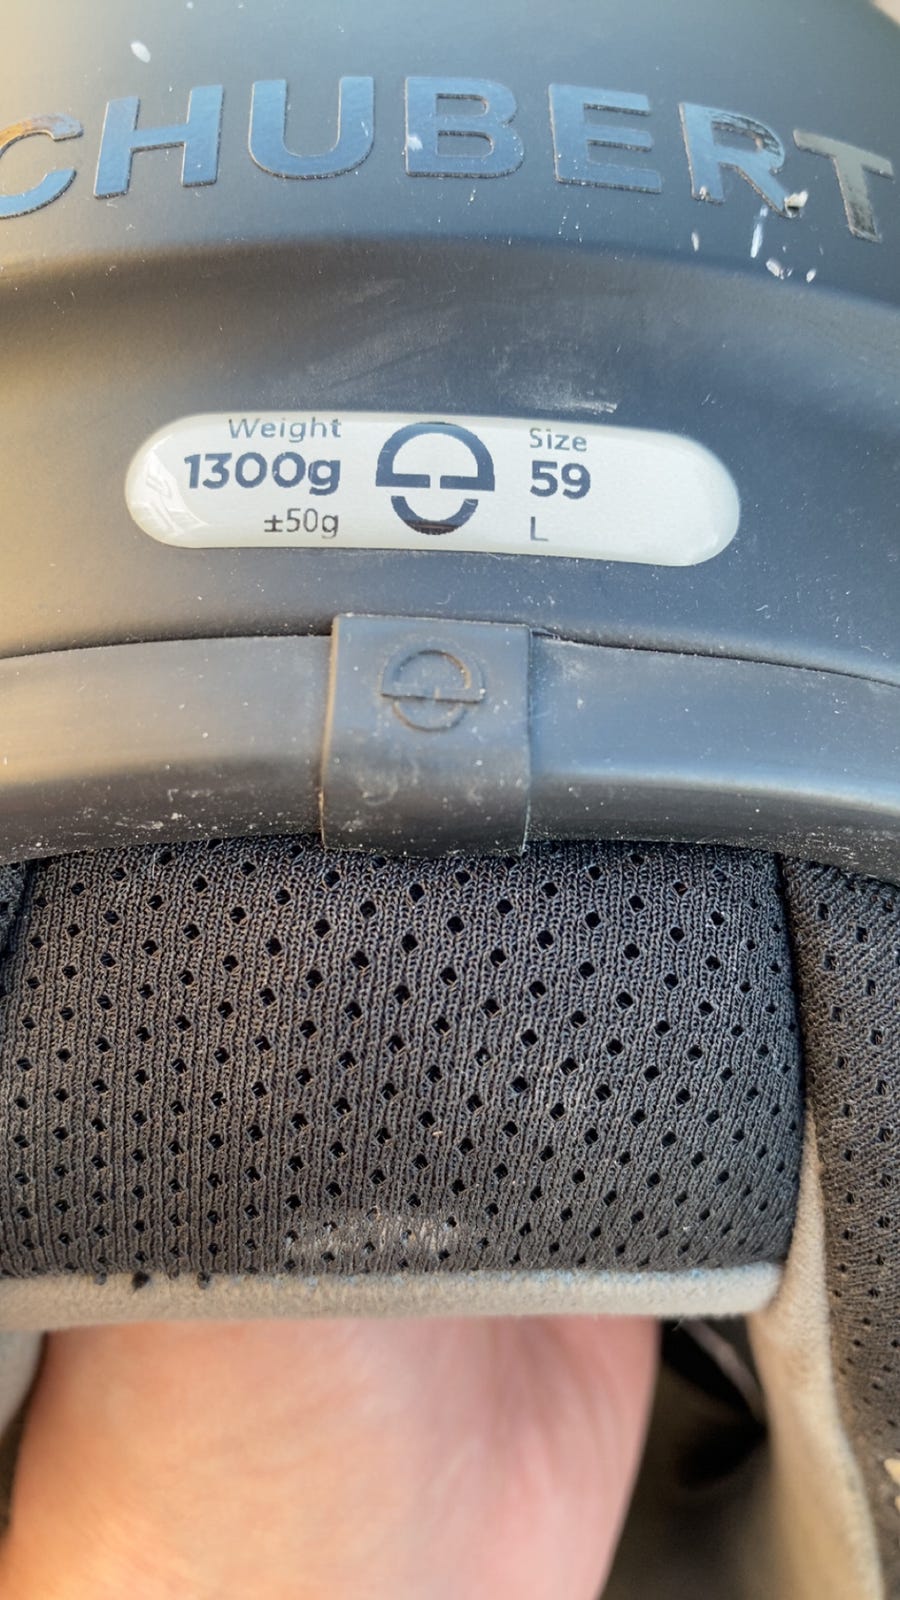 CHUBERT
Weight
1300g
±50g
Size
59
L